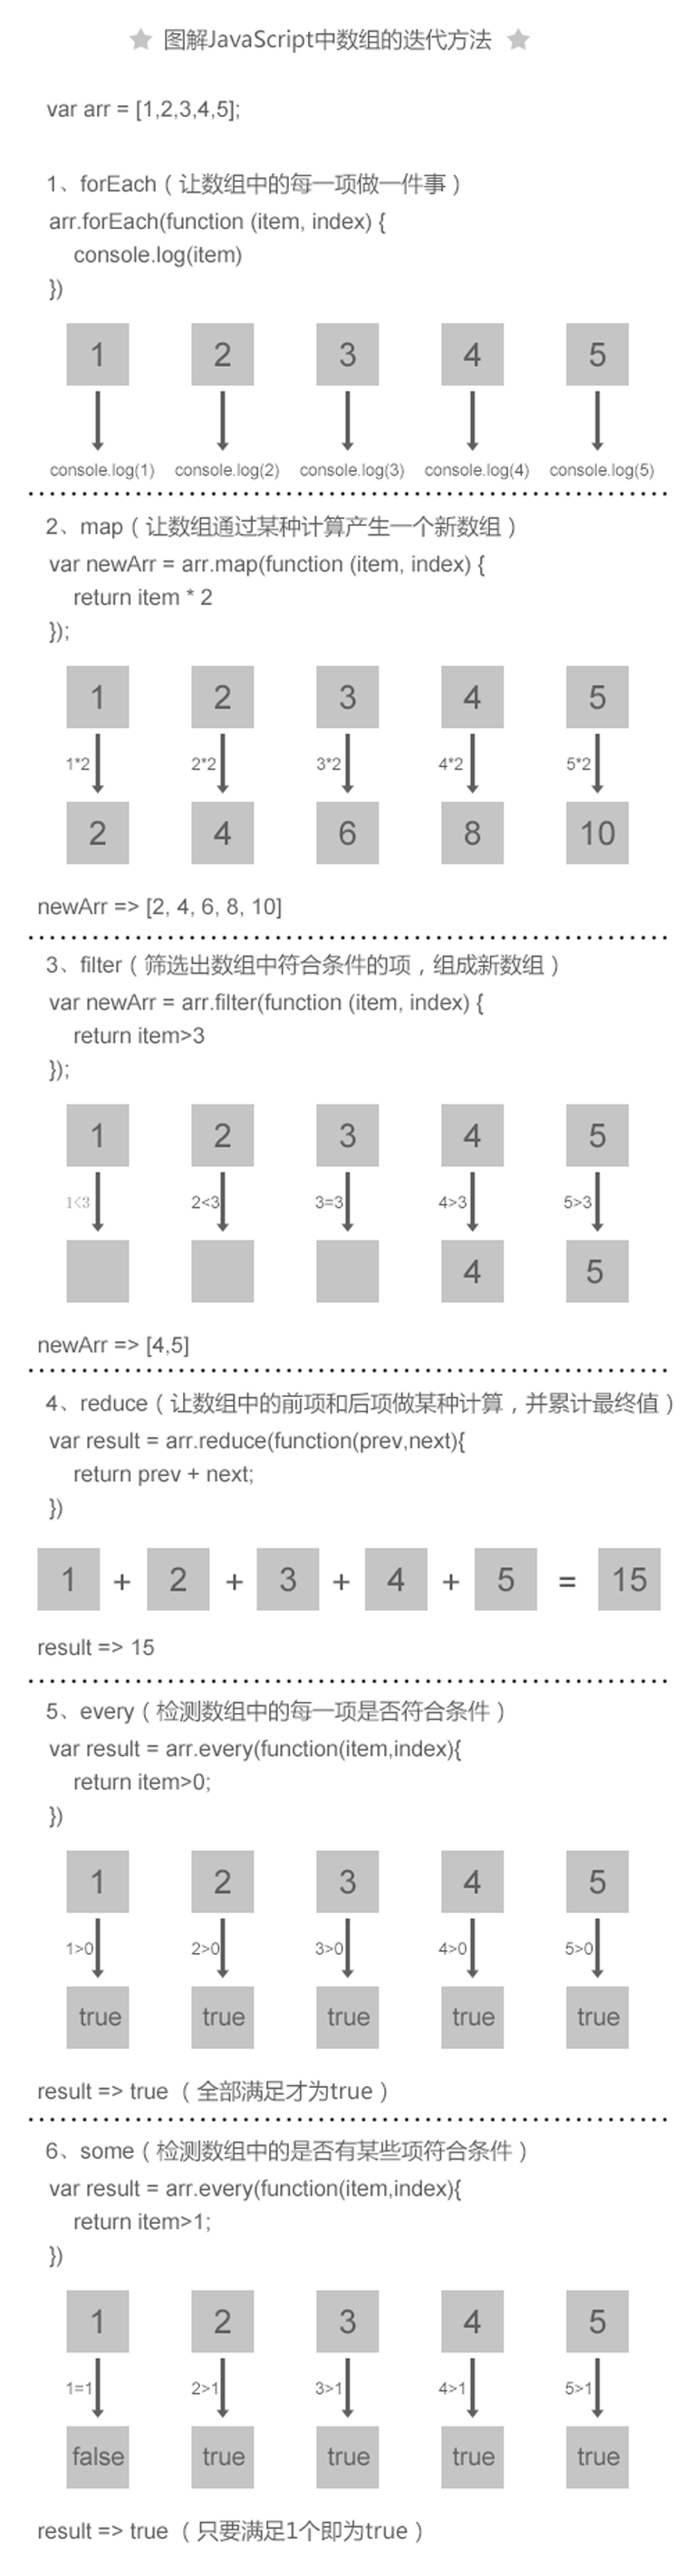 图解JavaScript中数组的迭代方法
var arr = [1,2,3,4,5];
1、forEach（让数组中的每一项做一件事）
arr.forEach(function (item, index) {
console.log(item)
})
1 2 3 4 5
console.log(1) console.log(2) console.log(3) console.log(4) console.log(5)
2、map（让数组通过某种计算产生一个新数组）
var newArr = arr.map(function (item, index) {
return item * 2
});
1 2 3 4 5
1*2 2*2 3*2 4*2 5*2
2 4 6 8 10
newArr => [2, 4, 6, 8, 10]
3、filter（筛选出数组中符合条件的项，组成新数组）
var newArr = arr.filter(function (item, index) {
return item>3
});
1 2 3 4 5
1<3 2<3 3=3 4>3 5>3
4 5
newArr => [4,5]
4、reduce（让数组中的前项和后项做某种计算，并累计最终值）
var result = arr.reduce(function(prev,next){
return prev + next;
})
1 + 2 + 3 + 4 + 5 = 15
result => 15
5、every（检测数组中的每一项是否符合条件）
var result = arr.every(function(item,index){
return item>0;
})
1 2 3 4 5
1>0 2>0 3>0 4>0 5>0
true true true true true
result => true （全部满足才为true）
6、some（检测数组中的是否有某些项符合条件）
var result = arr.every(function(item,index){
return item>1;
})
1 2 3 4 5
1=1 2>1 3>1 4>1 5>1
false true true true true
result => true （只要满足1个即为true）